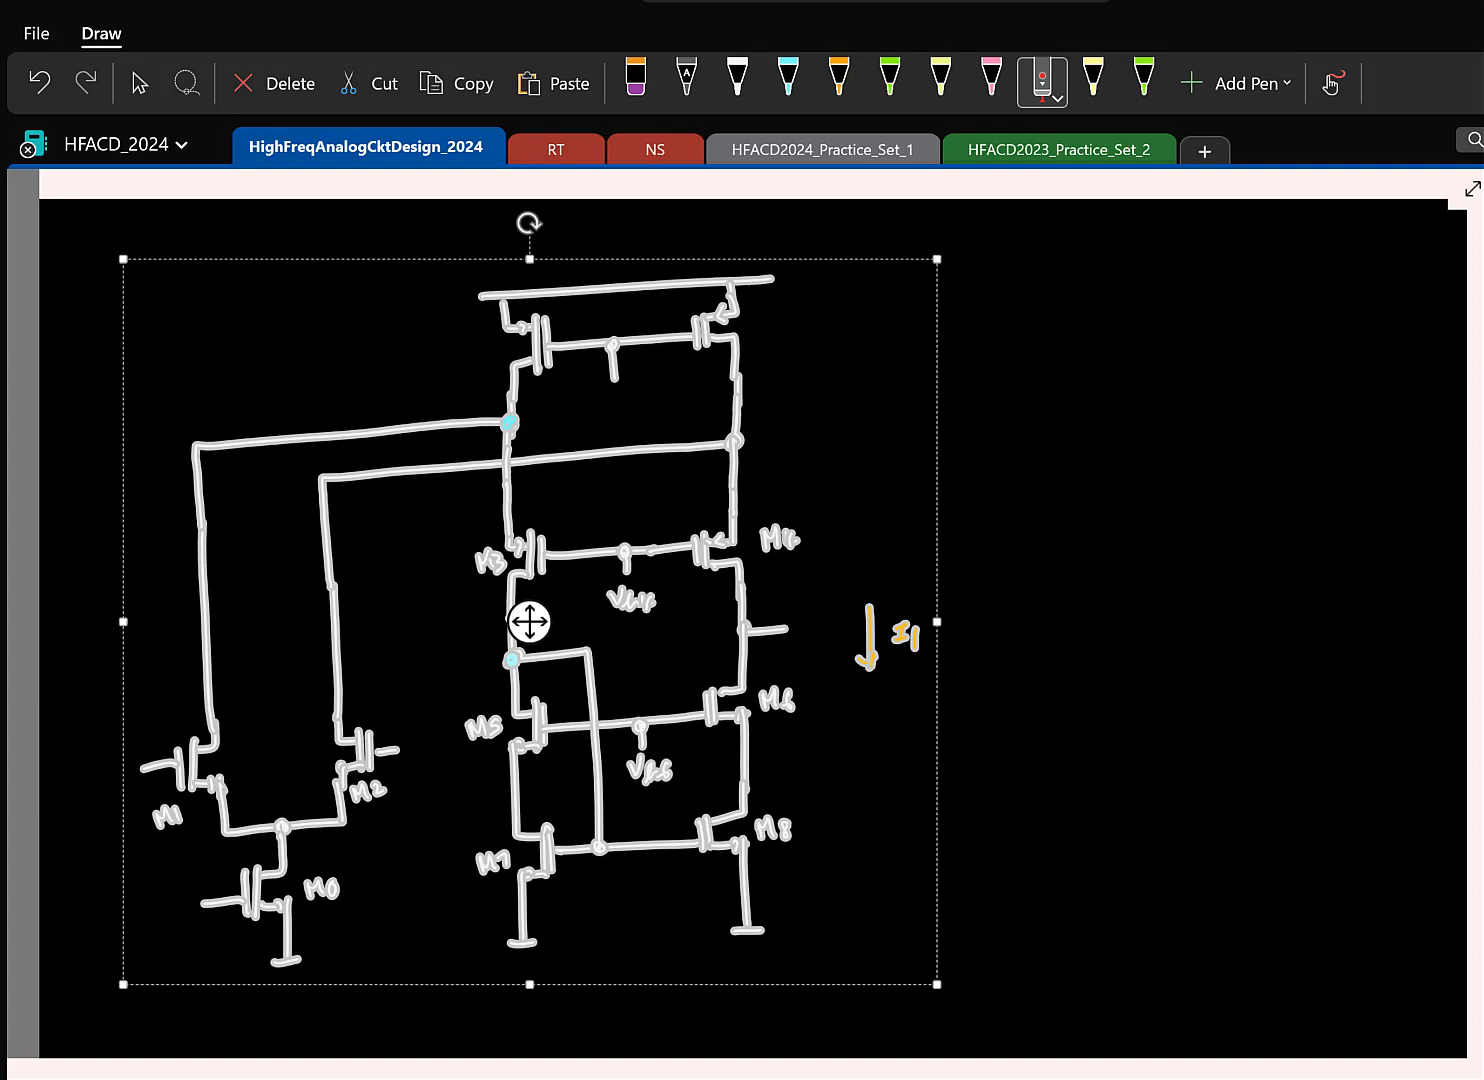 File Draw
Delete Cut Copy Paste A Add Pen
HFACD_2024 HighFreqAnalogCktDesign_2024 RT NS HFACD2024_Practice_Set_1 HFACD2023_Practice_Set_2
M3 M4
I1
M5 M6
M1 M2
M7 M8
M0